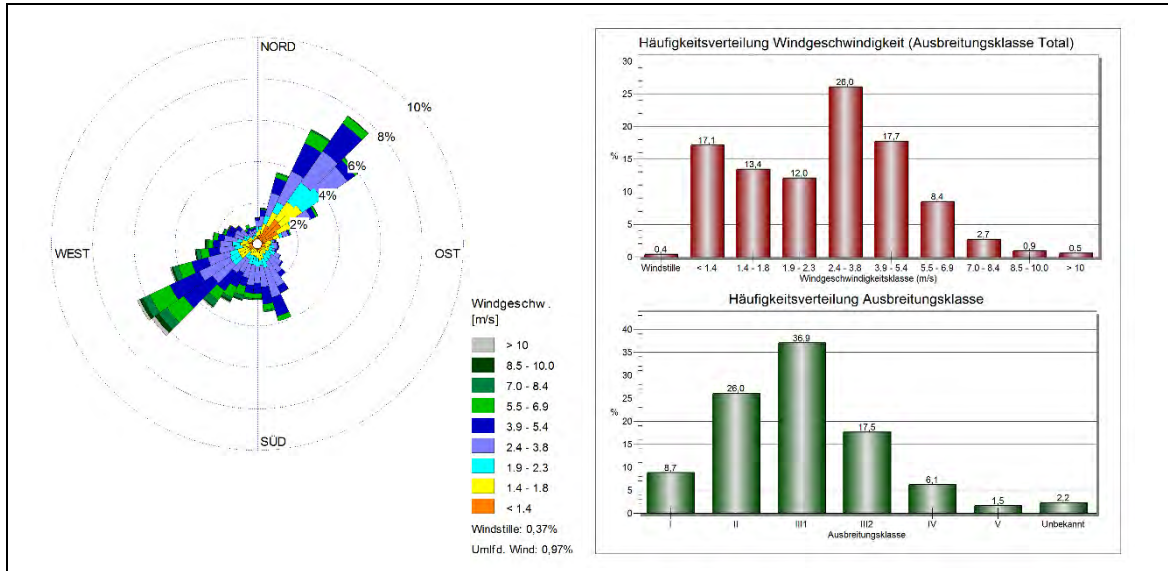 NORD
10%
8%
6%
4%
2%
WEST
OST
SÜD
Windgeschw.
[m/s]
> 10
8.5 - 10.0
7.0 - 8.4
5.5 - 6.9
3.9 - 5.4
2.4 - 3.8
1.9 - 2.3
1.4 - 1.8
< 1.4
Windstille: 0,37%
Umlfd. Wind: 0,97%
Häufigkeitsverteilung Windgeschwindigkeit (Ausbreitungsklasse Total)
30
25
20
15
10
5
0
%
0,4
17,1
13,4
12,0
26,0
17,7
8,4
2,7
0,9
0,5
Windstille < 1.4 1.4 - 1.8 1.9 - 2.3 2.4 - 3.8 3.9 - 5.4 5.5 - 6.9 7.0 - 8.4 8.5 - 10.0 > 10
Windgeschwindigkeitsklasse (m/s)
Häufigkeitsverteilung Ausbreitungsklasse
40
35
30
25
20
15
10
5
0
%
8,7
26,0
36,9
17,5
6,1
1,5
2,2
I II III1 III2 IV V Unbekannt
Ausbreitungsklasse